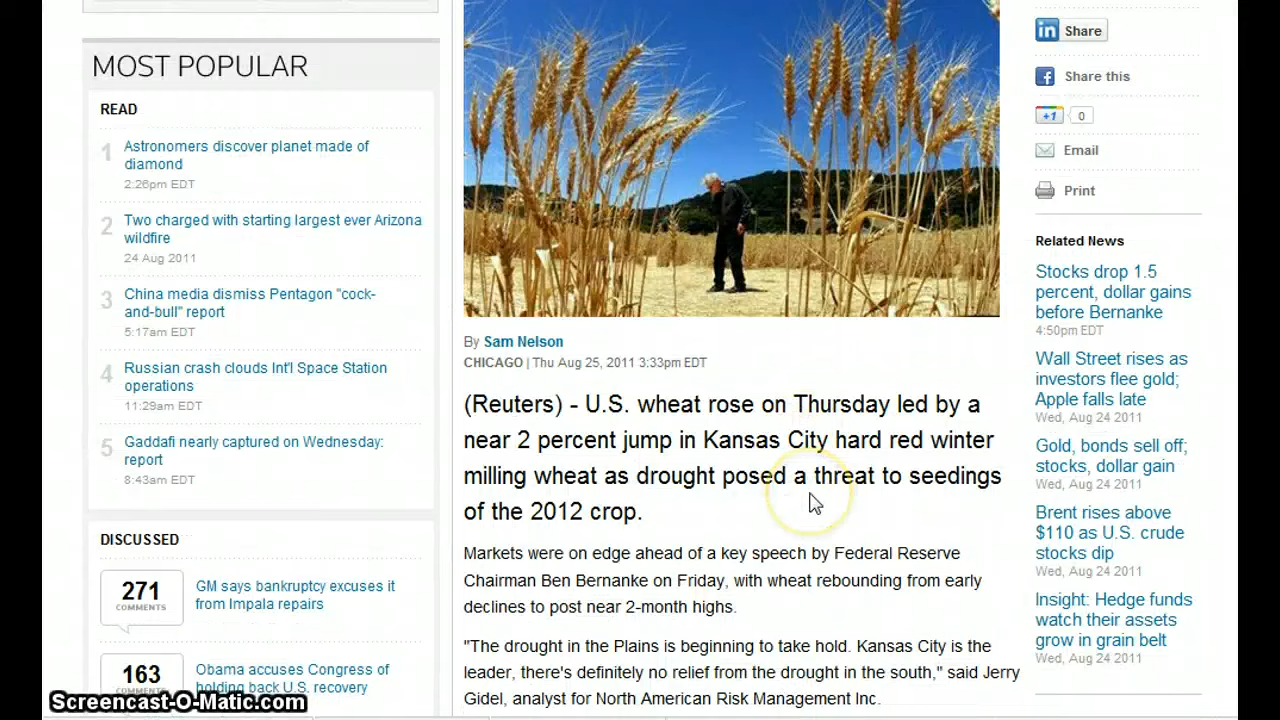 MOST POPULAR
READ
1
Astronomers discover planet made of
diamond
2:26pm EDT
2
Two charged with starting largest ever Arizona
wildfire
24 Aug 2011
3
China media dismiss Pentagon "cock-
and-bull" report
5:17am EDT
4
Russian crash clouds Int'l Space Station
operations
11:29am EDT
5
Gaddafi nearly captured on Wednesday:
report
8:43am EDT
DISCUSSED
271
COMMENTS
GM says bankruptcy excuses it
from Impala repairs
163
COMMENTS
Obama accuses Congress of
holding back U.S. recovery
By Sam Nelson
CHICAGO | Thu Aug 25, 2011 3:33pm EDT
(Reuters) - U.S. wheat rose on Thursday led by a
near 2 percent jump in Kansas City hard red winter
milling wheat as drought posed a threat to seedings
of the 2012 crop.
Markets were on edge ahead of a key speech by Federal Reserve
Chairman Ben Bernanke on Friday, with wheat rebounding from early
declines to post near 2-month highs.
"The drought in the Plains is beginning to take hold. Kansas City is the
leader, there's definitely no relief from the drought in the south," said Jerry
Gidel, analyst for North American Risk Management Inc.
in Share
f Share this
+1 0
Email
Print
Related News
Stocks drop 1.5
percent, dollar gains
before Bernanke
4:50pm EDT
Wall Street rises as
investors flee gold;
Apple falls late
Wed, Aug 24 2011
Gold, bonds sell off;
stocks, dollar gain
Wed, Aug 24 2011
Brent rises above
$110 as U.S. crude
stocks dip
Wed, Aug 24 2011
Insight: Hedge funds
watch their assets
grow in grain belt
Wed, Aug 24 2011
Screencast-O-Matic.com